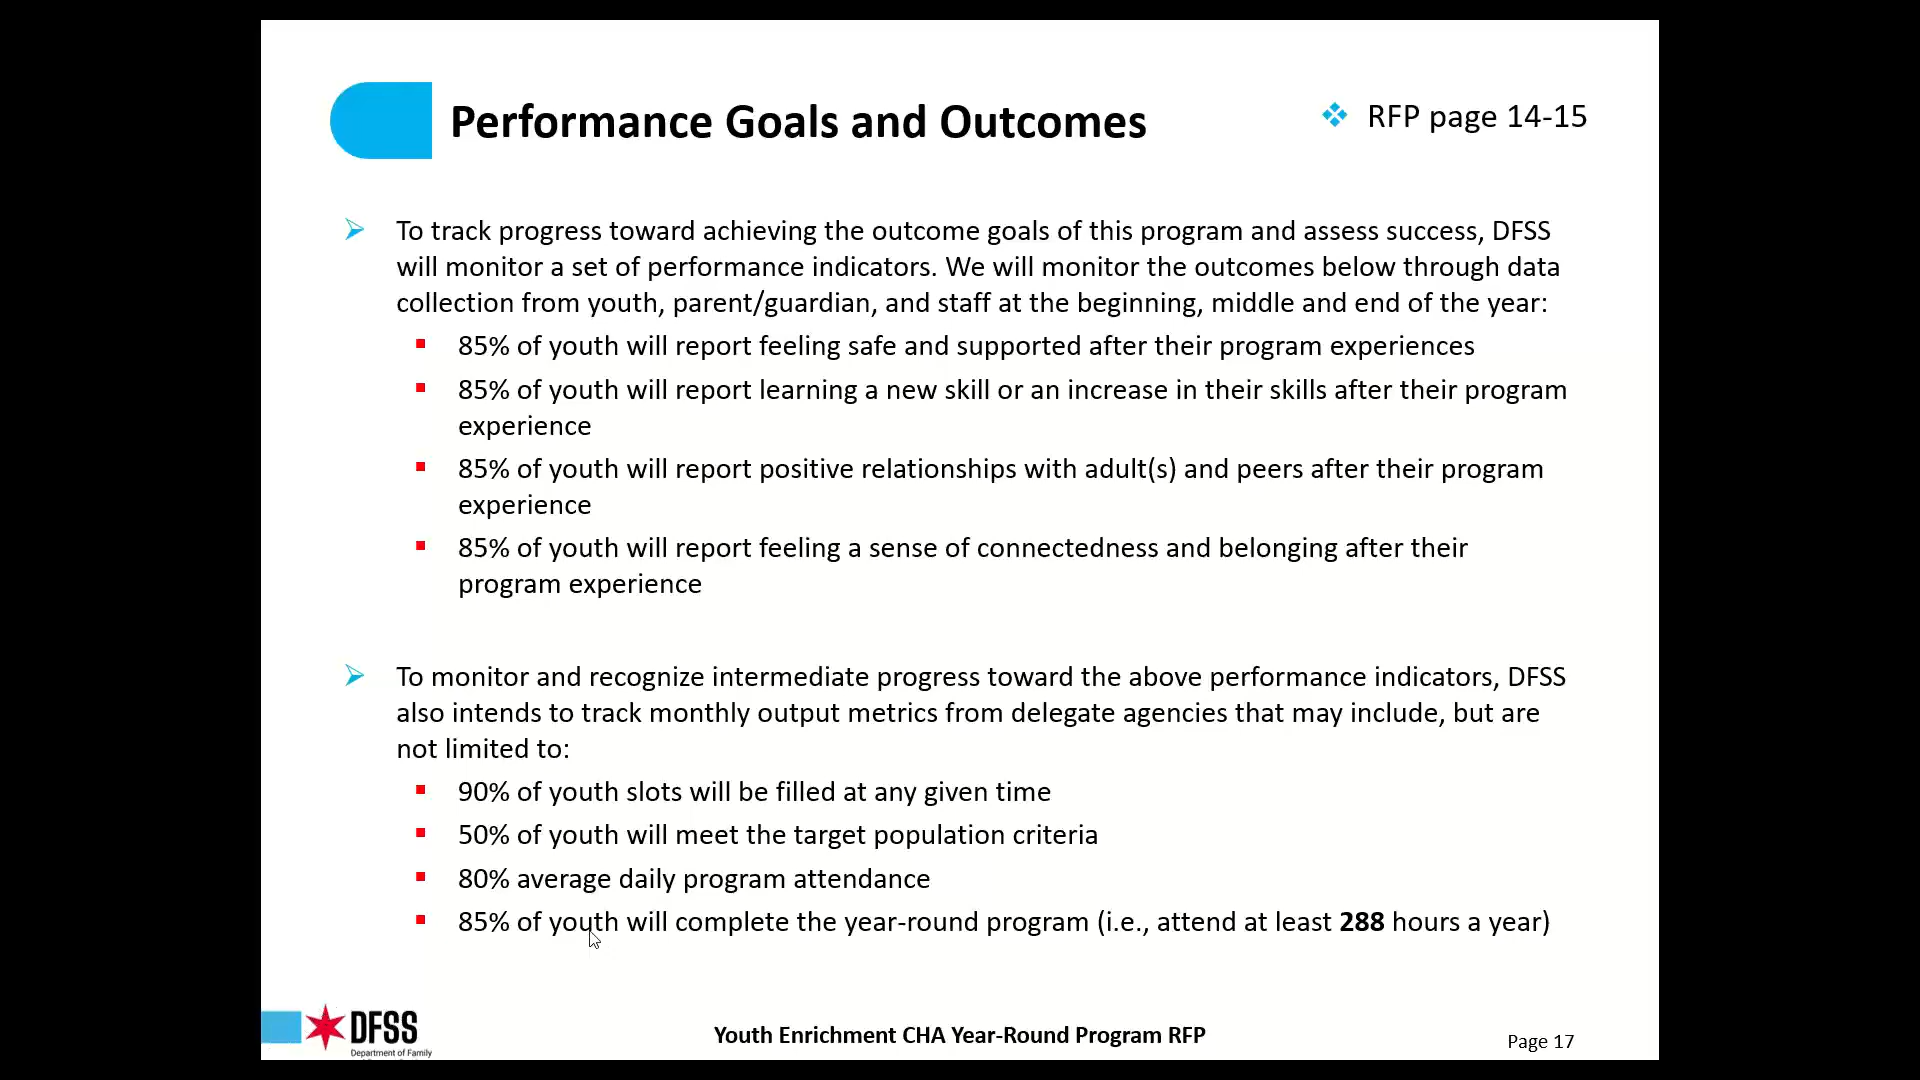 Performance Goals and Outcomes
RFP page 14-15
To track progress toward achieving the outcome goals of this program and assess success, DFSS
will monitor a set of performance indicators. We will monitor the outcomes below through data
collection from youth, parent/guardian, and staff at the beginning, middle and end of the year:
85% of youth will report feeling safe and supported after their program experiences
85% of youth will report learning a new skill or an increase in their skills after their program
experience
85% of youth will report positive relationships with adult(s) and peers after their program
experience
85% of youth will report feeling a sense of connectedness and belonging after their
program experience
To monitor and recognize intermediate progress toward the above performance indicators, DFSS
also intends to track monthly output metrics from delegate agencies that may include, but are
not limited to:
90% of youth slots will be filled at any given time
50% of youth will meet the target population criteria
80% average daily program attendance
85% of youth will complete the year-round program (i.e., attend at least 288 hours a year)
DFSS
Department of Family
Youth Enrichment CHA Year-Round Program RFP
Page 17